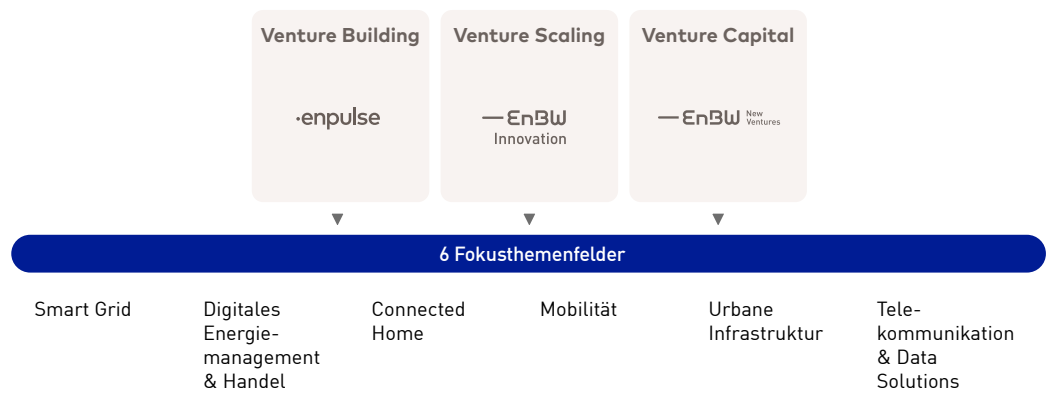 Venture Building
Venture Scaling
Venture Capital
enpulse
EnBW
Innovation
EnBW New
Ventures
6 Fokusthemenfelder
Smart Grid
Digitales
Energie-
management
& Handel
Connected
Home
Mobilität
Urbane
Infrastruktur
Tele-
kommunikation
& Data
Solutions